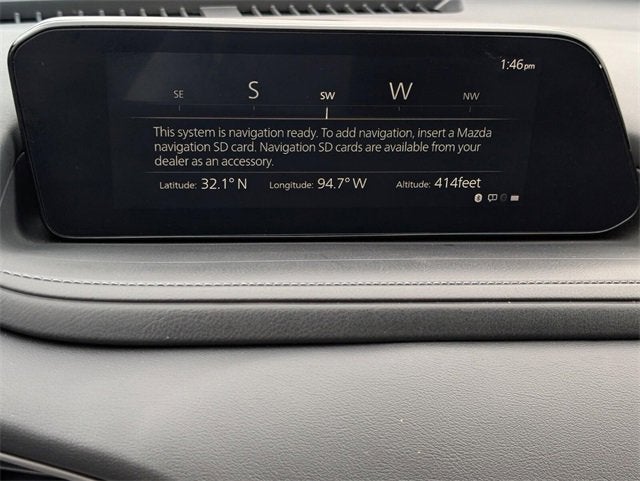 1:46pm
SE S SW W NW
This system is navigation ready. To add navigation, insert a Mazda
navigation SD card. Navigation SD cards are available from your
dealer as an accessory.
Latitude: 32.1° N Longitude: 94.7° W Altitude: 414feet